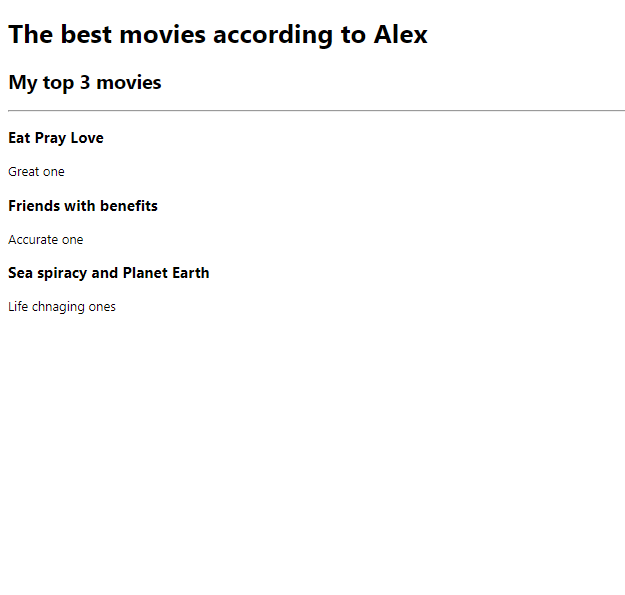 The best movies according to Alex
My top 3 movies
Eat Pray Love
Great one
Friends with benefits
Accurate one
Sea spiracy and Planet Earth
Life chnaging ones